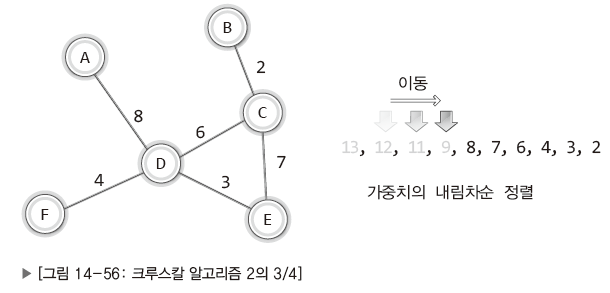 B
A
2
이동
8
C
6
13, 12, 11, 9, 8, 7, 6, 4, 3, 2
D
7
4
3
가중치의 내림차순 정렬
F
E
▶ [그림 14-56: 크루스칼 알고리즘 2의 3/4]